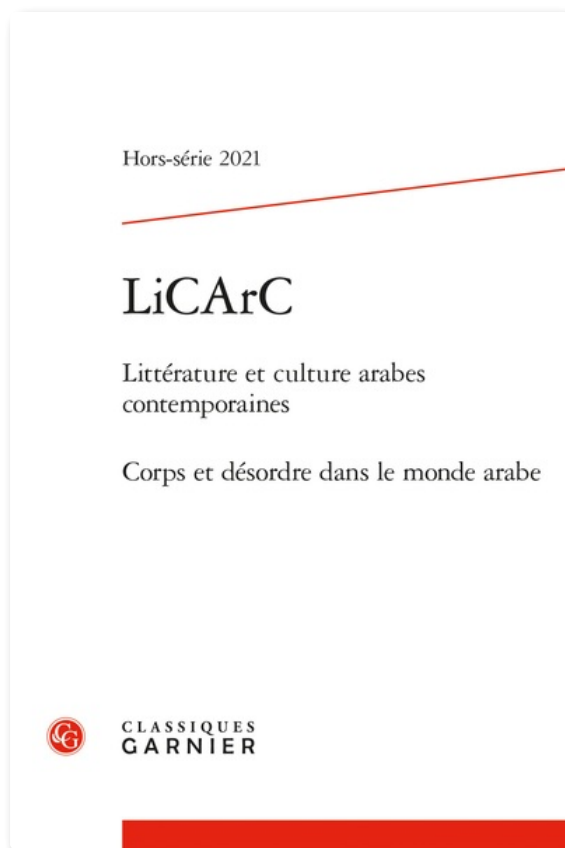 Hors-série 2021
LiCArC
Littérature et culture arabes
contemporaines
Corps et désordre dans le monde arabe
CG
CLASSIQUES
GARNIER